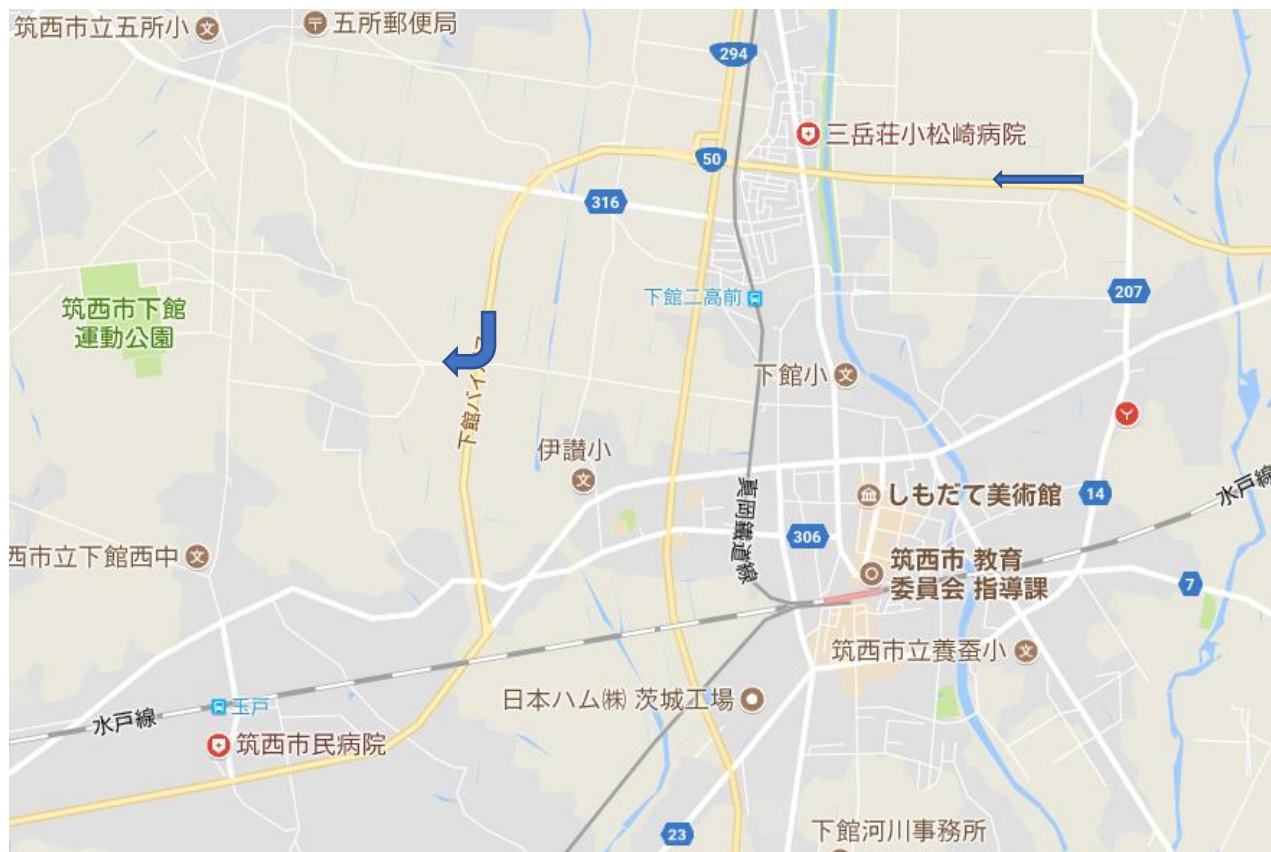 筑西市立五所小
五所郵便局
294
三岳荘小松崎病院
50
316
筑西市下館
運動公園
下館二高前
207
下館小
下館バイパス
伊讃小
真岡鐵道線
しもだて美術館
14
水戸線
西市立下館西中
306
筑西市 教育
委員会 指導課
7
筑西市立養蚕小
日本ハム㈱ 茨城工場
玉戸
水戸線
筑西市民病院
23
下館河川事務所